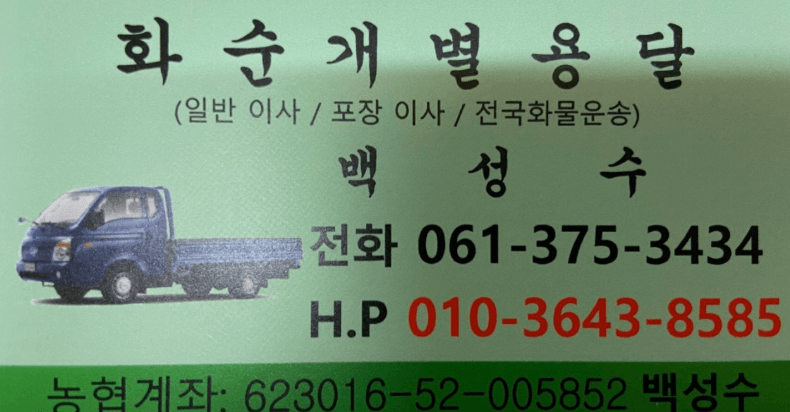 화순개별용달
(일반 이사 / 포장 이사 / 전국화물운송)
백성수
전화 061-375-3434
H.P 010-3643-8585
농협계좌: 623016-52-005852 백성수